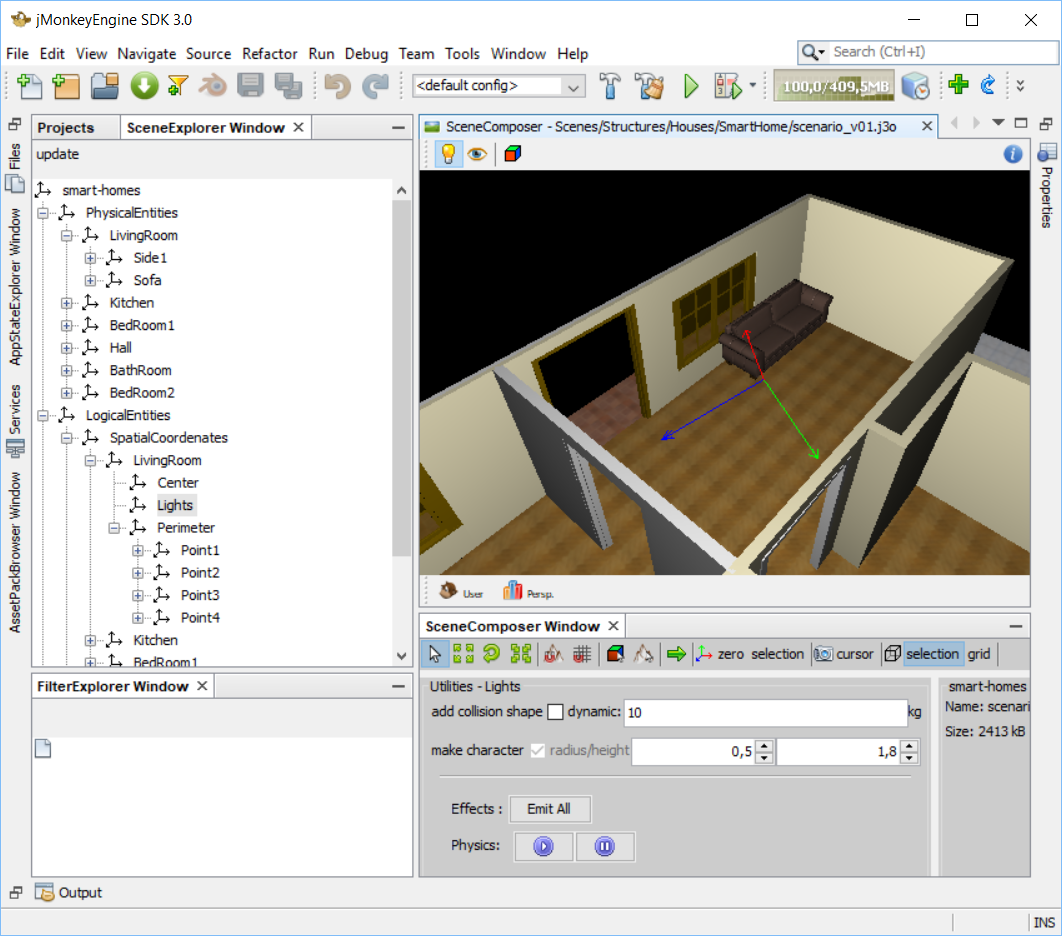 jMonkeyEngine SDK 3.0
File Edit View Navigate Source Refactor Run Debug Team Tools Window Help
Search (Ctrl+I)
<default config>
100,0/409,5MB
Files
AppStateExplorer Window
Services
AssetPackBrowser Window
Projects
SceneExplorer Window
update
smart-homes
PhysicalEntities
LivingRoom
Side1
Sofa
Kitchen
BedRoom1
Hall
BathRoom
BedRoom2
LogicalEntities
SpatialCoordenates
LivingRoom
Center
Lights
Perimeter
Point1
Point2
Point3
Point4
Kitchen
BedRoom1
FilterExplorer Window
SceneComposer - Scenes/Structures/Houses/SmartHome/scenario_v01.j3o
Properties
User
Persp.
SceneComposer Window
zero selection cursor selection grid
Utilities - Lights
add collision shape dynamic: 10 kg
make character radius/height 0,5 1,8
Effects : Emit All
Physics:
smart-homes
Name: scenari
Size: 2413 kB
Output
INS